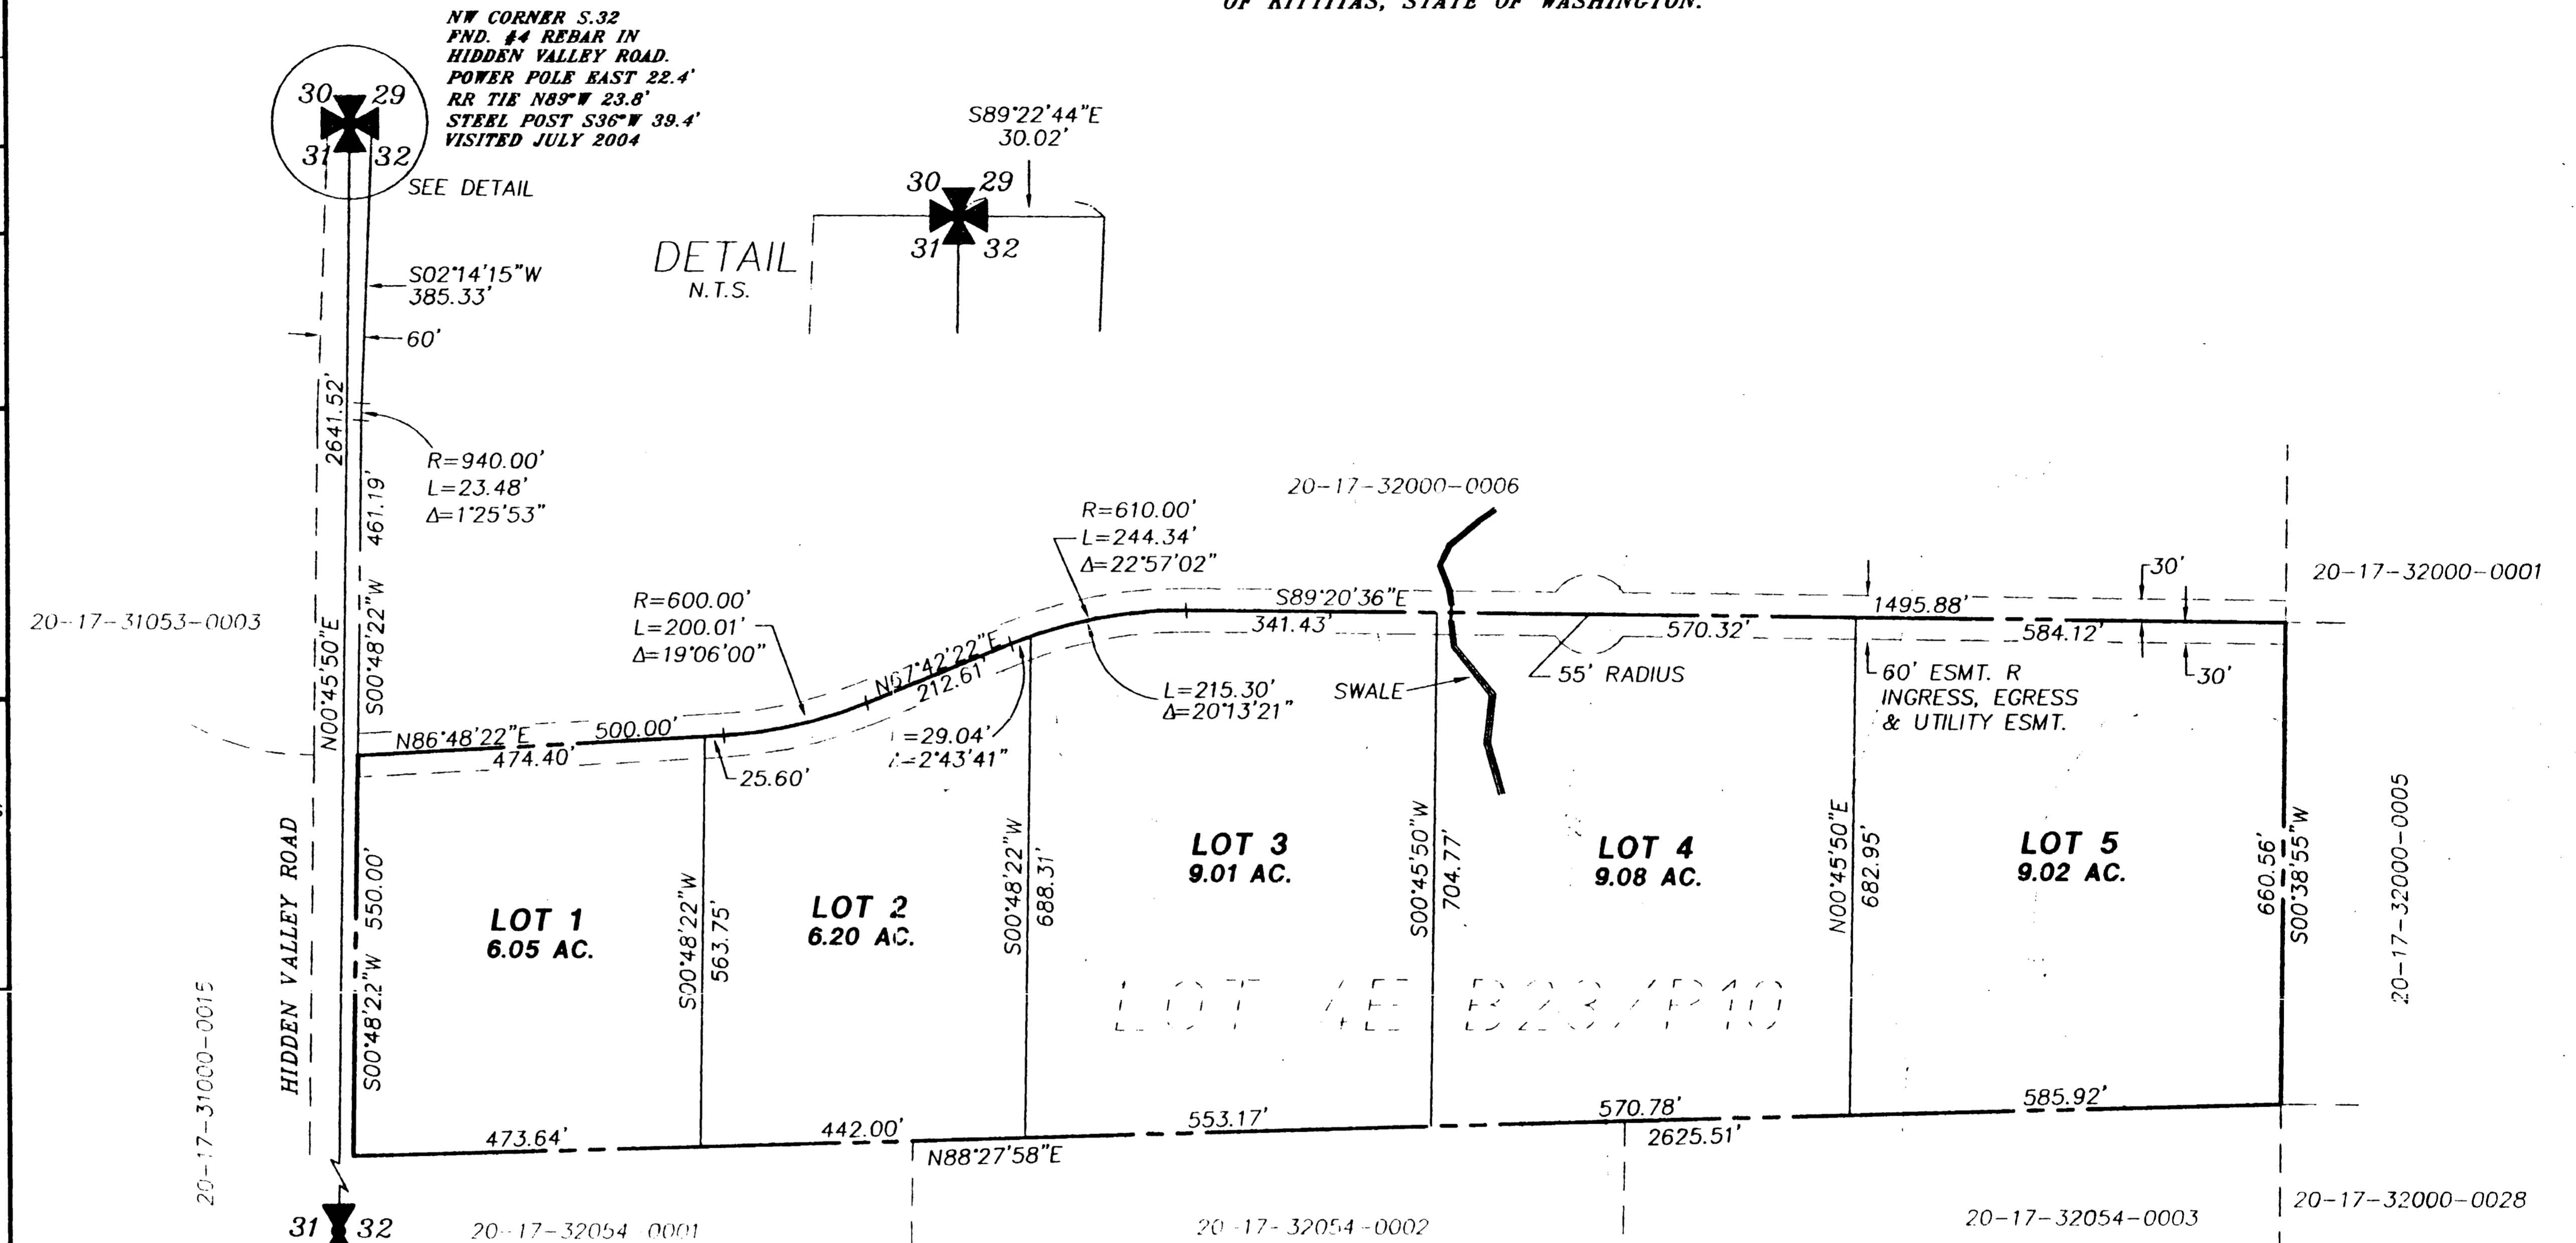 OF KITTITAS, STATE OF WASHINGTON.
NW CORNER S.32
FND. #4 REBAR IN
HIDDEN VALLEY ROAD.
POWER POLE EAST 22.4'
RR TIE N89°W 23.8'
STEEL POST S36°W 39.4'
VISITED JULY 2004
30 29
31 32
SEE DETAIL
S89°22'44"E
30.02'
30 29
31 32
DETAIL
N.T.S.
S02°14'15"W
385.33'
60'
2641.52'
N00°45'50"E
R=940.00'
L=23.48'
Δ=1°25'53"
S00°48'22"W 461.19'
20-17-32000-0006
R=610.00'
L=244.34'
Δ=22°57'02"
R=600.00'
L=200.01'
Δ=19°06'00"
20-17-31053-0003
20-17-32000-0001
30'
S89°20'36"E
1495.88'
341.43'
570.32'
584.12'
30'
N67°42'22"E
212.61'
L=215.30'
Δ=20°13'21"
SWALE
55' RADIUS
60' ESMT. R
INGRESS, EGRESS
& UTILITY ESMT.
N86°48'22"E
500.00'
474.40'
25.60'
=29.04'
=2°43'41"
HIDDEN VALLEY ROAD
20-17-31000-0015
S00°48'22"W 550.00'
LOT 1
6.05 AC.
S00°48'22"W
563.75'
LOT 2
6.20 AC.
S00°48'22"W
688.31'
LOT 3
9.01 AC.
S00°45'50"W
704.77'
LOT 4
9.08 AC.
N00°45'50"E
682.95'
LOT 5
9.02 AC.
660.56'
S00°38'55"W
20-17-32000-0005
LOT 4E B23/P10
473.64'
442.00'
N88°27'58"E
553.17'
570.78'
2625.51'
585.92'
31 32
20-17-32054-0001
20-17-32054-0002
20-17-32054-0003
20-17-32000-0028